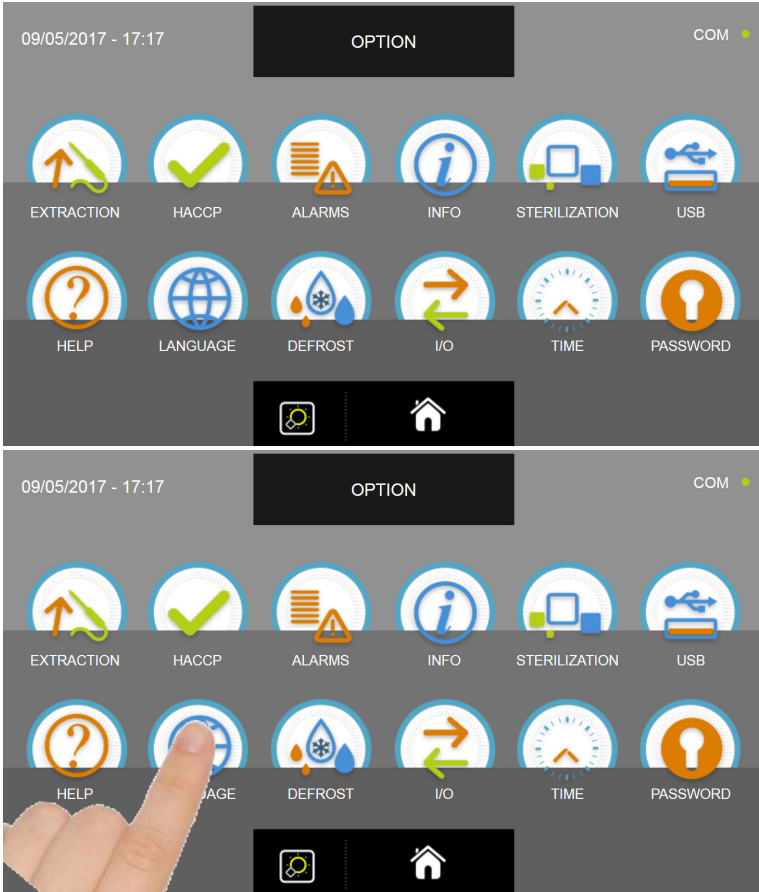 09/05/2017 - 17:17 OPTION COM
EXTRACTION HACCP ALARMS INFO STERILIZATION USB
HELP LANGUAGE DEFROST I/O TIME PASSWORD
09/05/2017 - 17:17 OPTION COM
EXTRACTION HACCP ALARMS INFO STERILIZATION USB
HELP AGE DEFROST I/O TIME PASSWORD